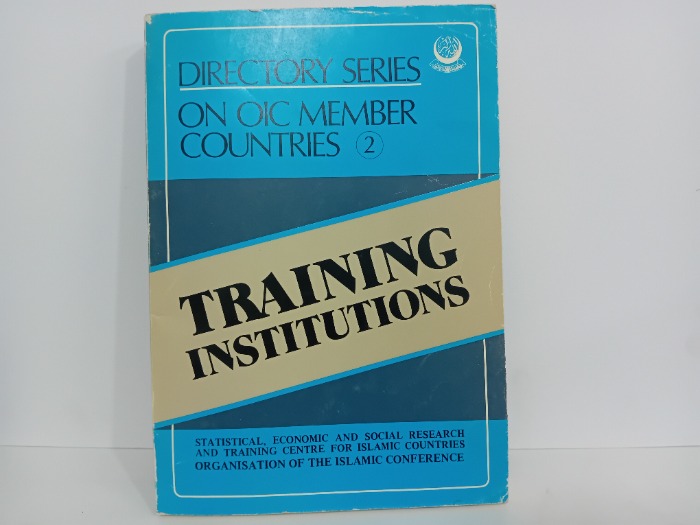 DIRECTORY SERIES
ON OIC MEMBER
COUNTRIES 2
TRAINING
INSTITUTIONS
STATISTICAL, ECONOMIC AND SOCIAL RESEARCH
AND TRAINING CENTRE FOR ISLAMIC COUNTRIES
ORGANISATION OF THE ISLAMIC CONFERENCE